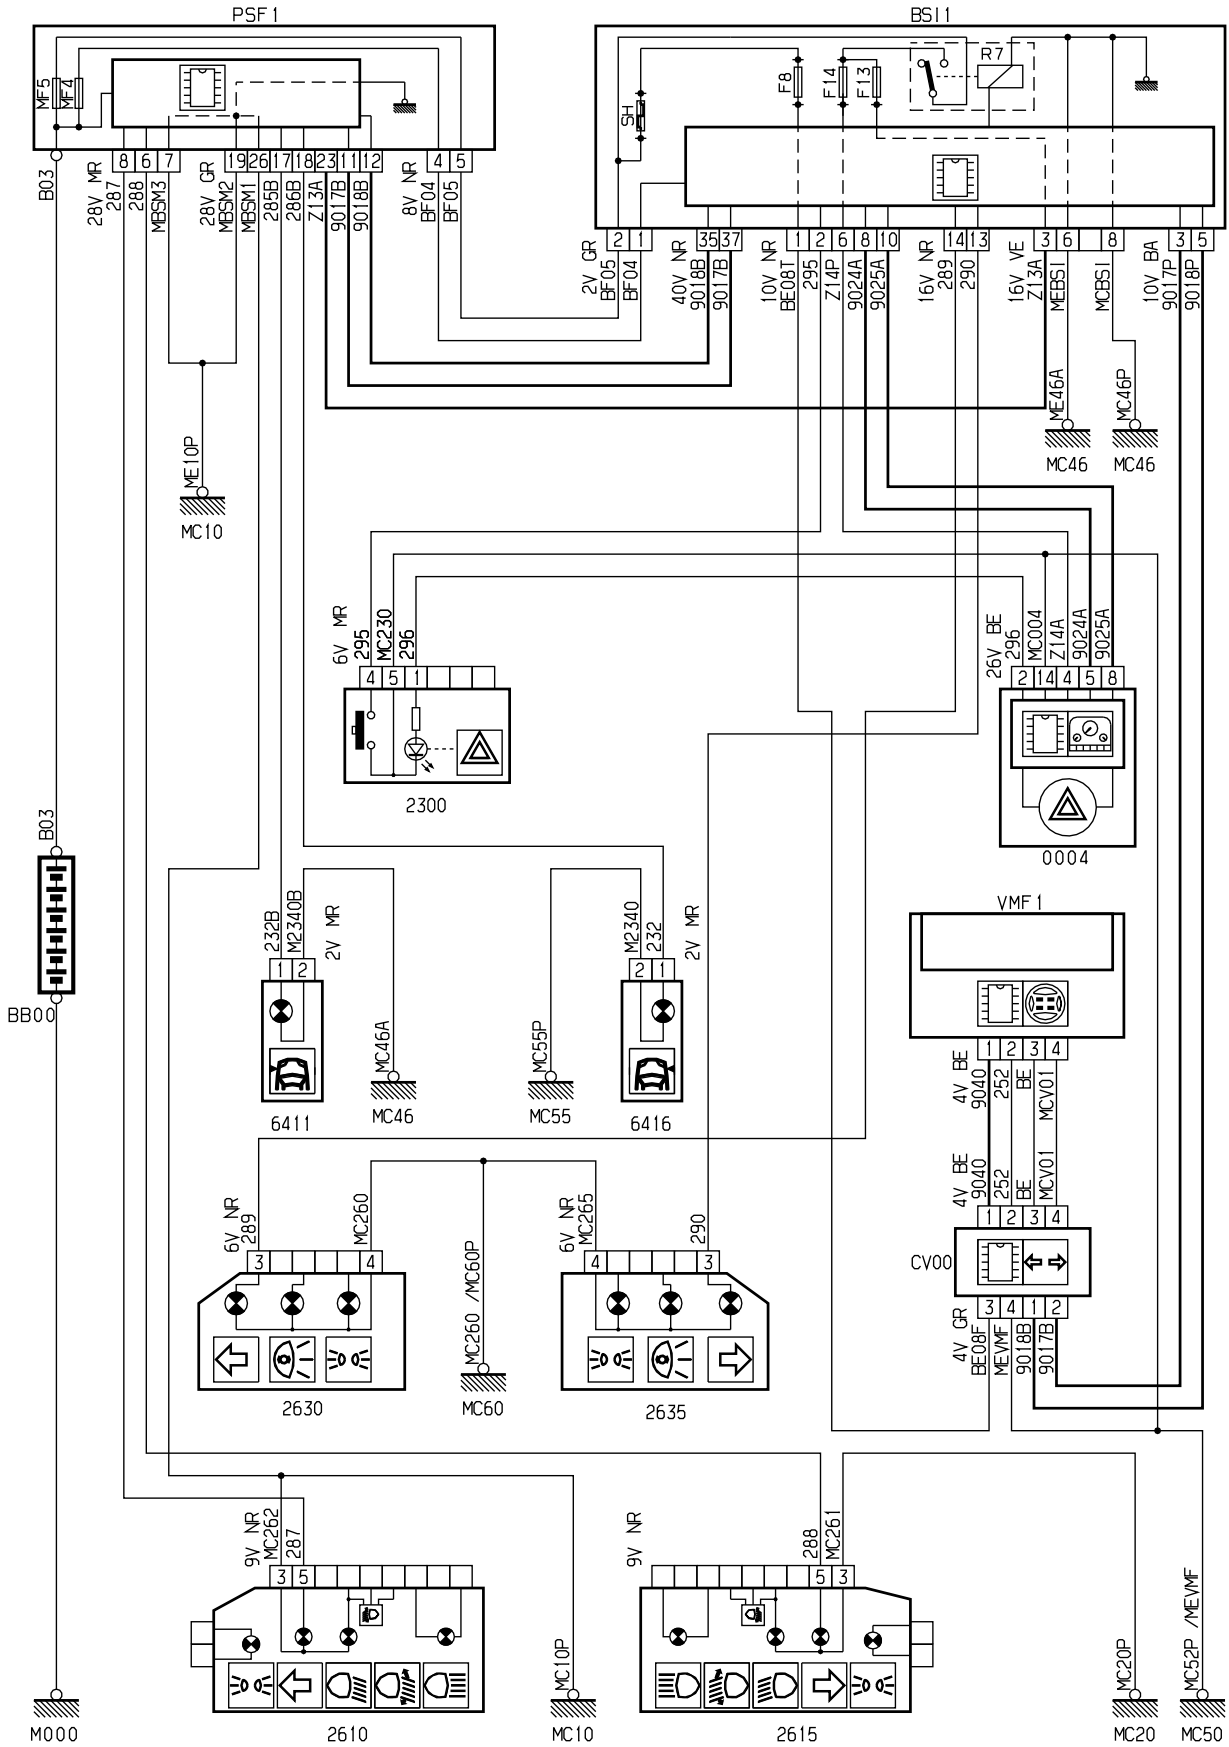 PSF1
BSI1
MF5
MF4
SH
F8
F14
F13
R7
8 6 7 19 26 17 18 23 11 12 4 5
B03
28V MR
287
288
MBSM3
28V GR
MBSM2
MBSM1
285B
286B
Z13A
9017B
9018B
8V NR
BF04
BF05
2 1 35 37 1 2 6 8 10 14 13 3 6 8 3 5
2V GR
BF05
BF04
40V NR
9018B
9017B
10V NR
BE08T
295
Z14P
9024A
9025A
16V NR
289
290
16V VE
Z13A
MEBSI
MCBSI
10V BA
9017P
9018P
ME10P
MC10
ME46A
MC46
MC46P
MC46
6V MR
295
MC230
296
4 5 1
2300
26V BE
296
MC004
Z14A
9024A
9025A
2 14 4 5 8
0004
B03
BB00
232B
M2340B
2V MR
1 2
6411
MC46A
MC46
MC55P
MC55
M2340
232
2V MR
2 1
6416
VMF1
1 2 3 4
4V BE
9040
252
BE
MCV01
4V BE
9040
252
BE
MCV01
1 2 3 4
CV00
3 4 1 2
4V GR
BE08F
MEVMF
9018B
9017B
6V NR
289
MC260
3 4
2630
MC260 /MC60P
MC60
6V NR
MC265
290
4 3
2635
9V NR
MC262
287
3 5
2610
MC10P
MC10
9V NR
288
MC261
5 3
2615
MC20P
MC20
MC52P /MEVMF
MC50
M000